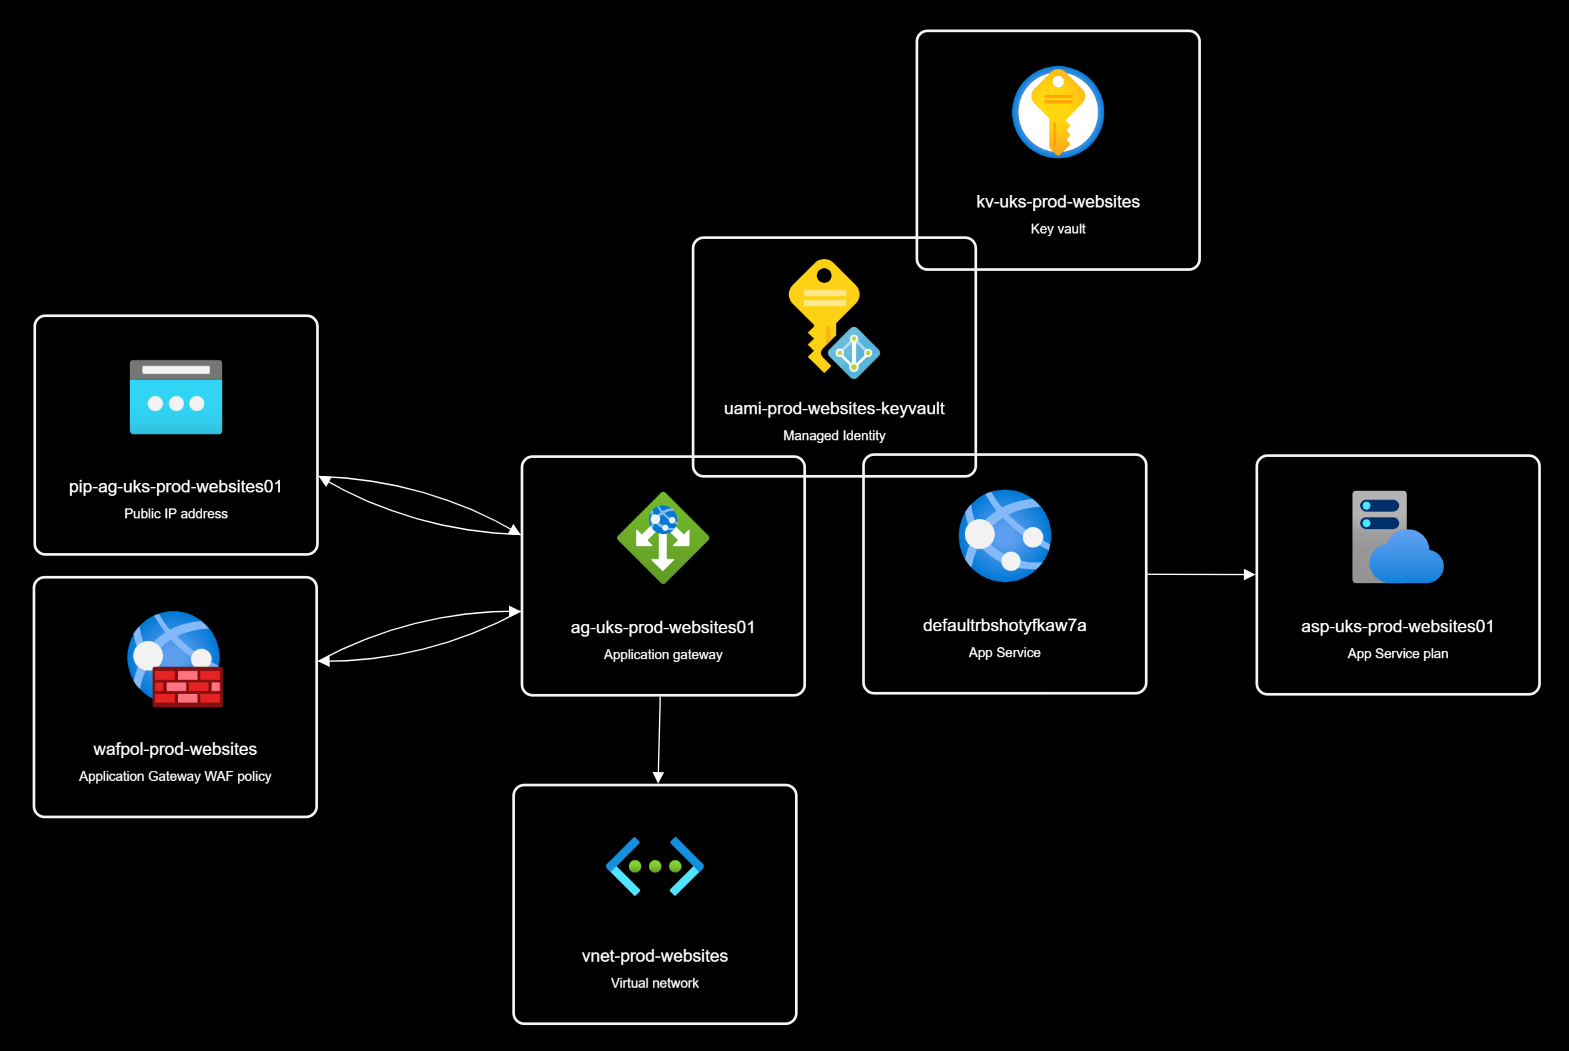 kv-uks-prod-websites
Key vault
uami-prod-websites-keyvault
Managed Identity
pip-ag-uks-prod-websites01
Public IP address
ag-uks-prod-websites01
Application gateway
defaultrbshotyfkaw7a
App Service
asp-uks-prod-websites01
App Service plan
wafpol-prod-websites
Application Gateway WAF policy
vnet-prod-websites
Virtual network